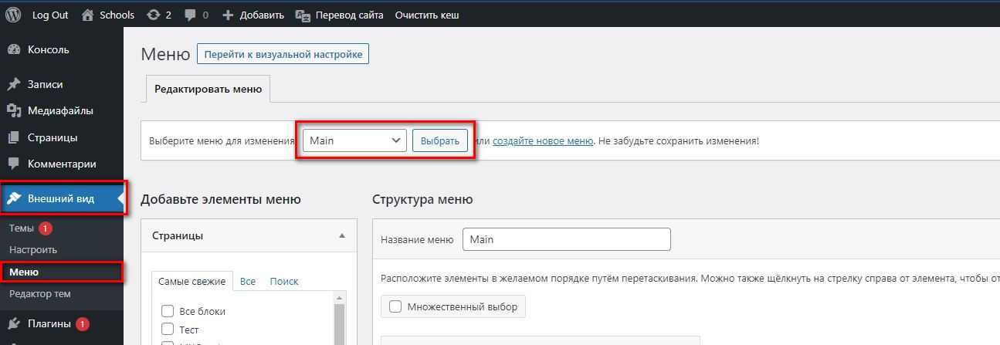 Log Out Schools 2 0 Добавить Перевод сайта Очистить кеш
Консоль
Записи
Медиафайлы
Страницы
Комментарии
Внешний вид
Темы 1
Настроить
Меню
Редактор тем
Плагины 1
Меню Перейти к визуальной настройке
Редактировать меню
Выберите меню для изменения Main Выбрать или создайте новое меню. Не забудьте сохранить изменения!
Добавьте элементы меню
Страницы
Самые свежие Все Поиск
Все блоки
Тест
Структура меню
Название меню Main
Расположите элементы в желаемом порядке путём перетаскивания. Можно также щёлкнуть на стрелку справа от элемента, чтобы от
Множественный выбор